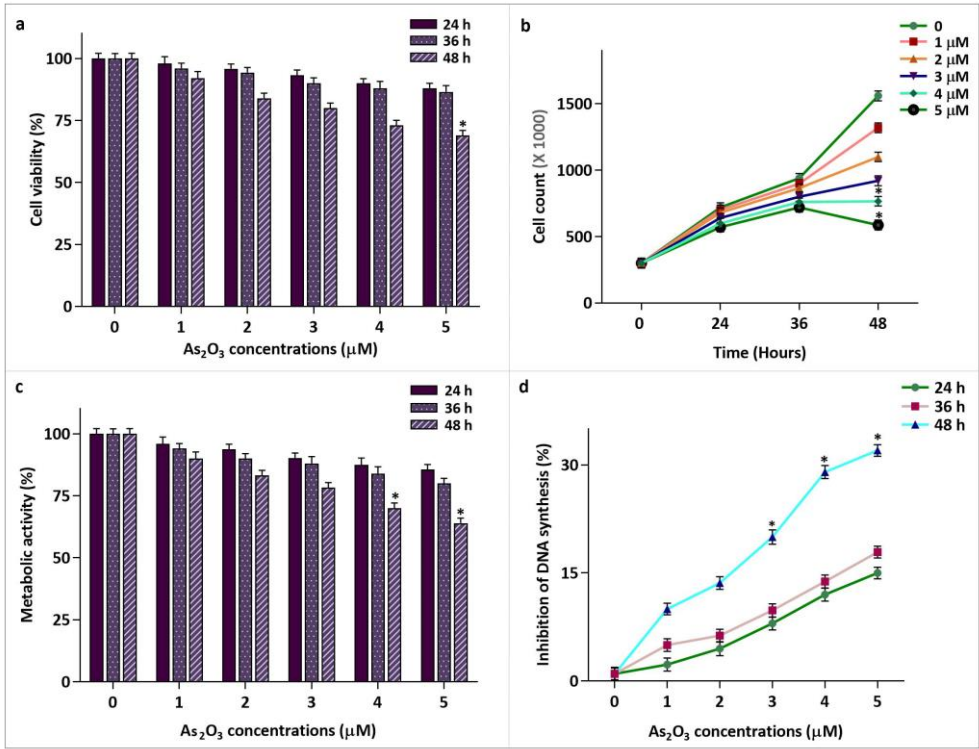 a
24 h
36 h
48 h
100
75
50
25
0
Cell viability (%)
*
0 1 2 3 4 5
As₂O₃ concentrations (μM)
b
0
1 μM
2 μM
3 μM
4 μM
5 μM
1500
1000
500
0
Cell count (X 1000)
*
*
0 24 36 48
Time (Hours)
c
24 h
36 h
48 h
100
75
50
25
0
Metabolic activity (%)
*
*
0 1 2 3 4 5
As₂O₃ concentrations (μM)
d
24 h
36 h
48 h
30
15
0
Inhibition of DNA synthesis (%)
*
*
*
0 1 2 3 4 5
As₂O₃ concentrations (μM)